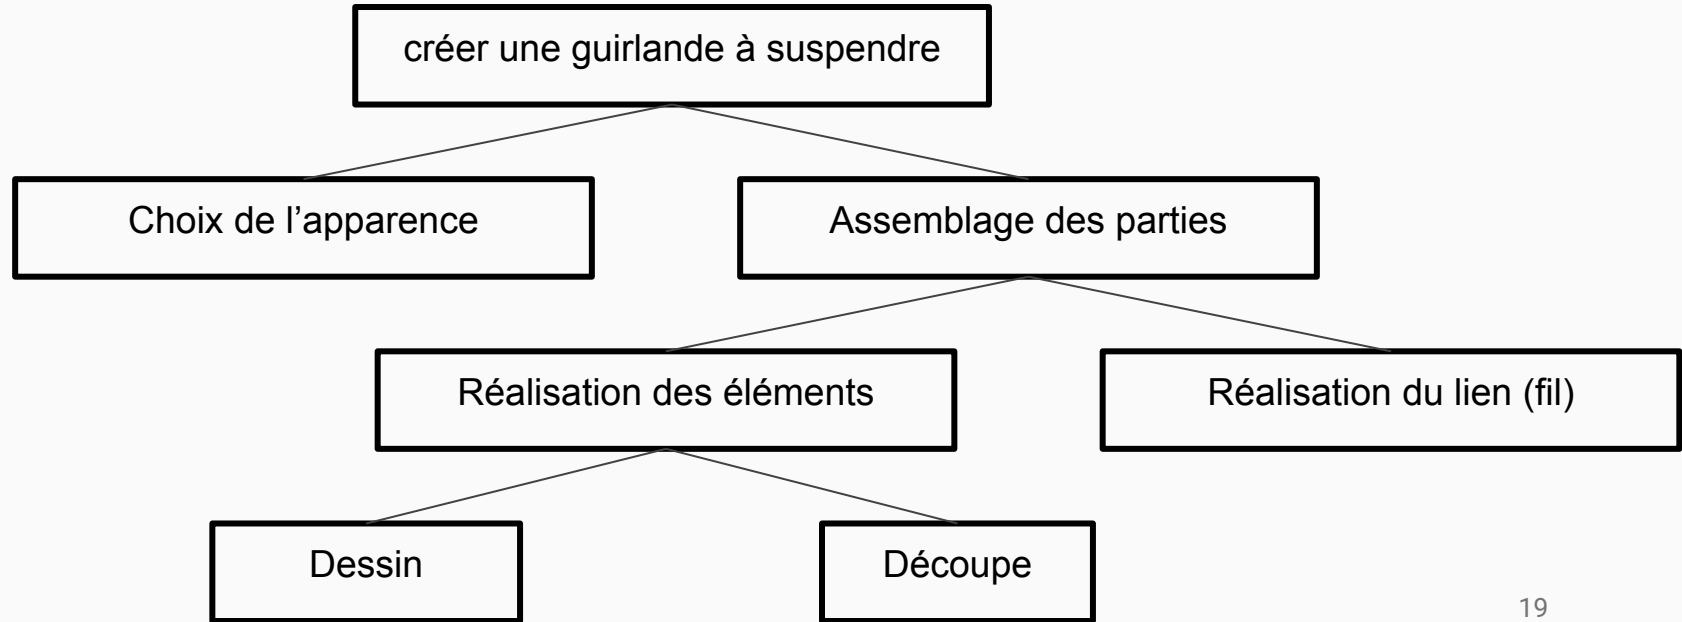 créer une guirlande à suspendre
Choix de l’apparence
Assemblage des parties
Réalisation des éléments
Réalisation du lien (fil)
Dessin
Découpe
19